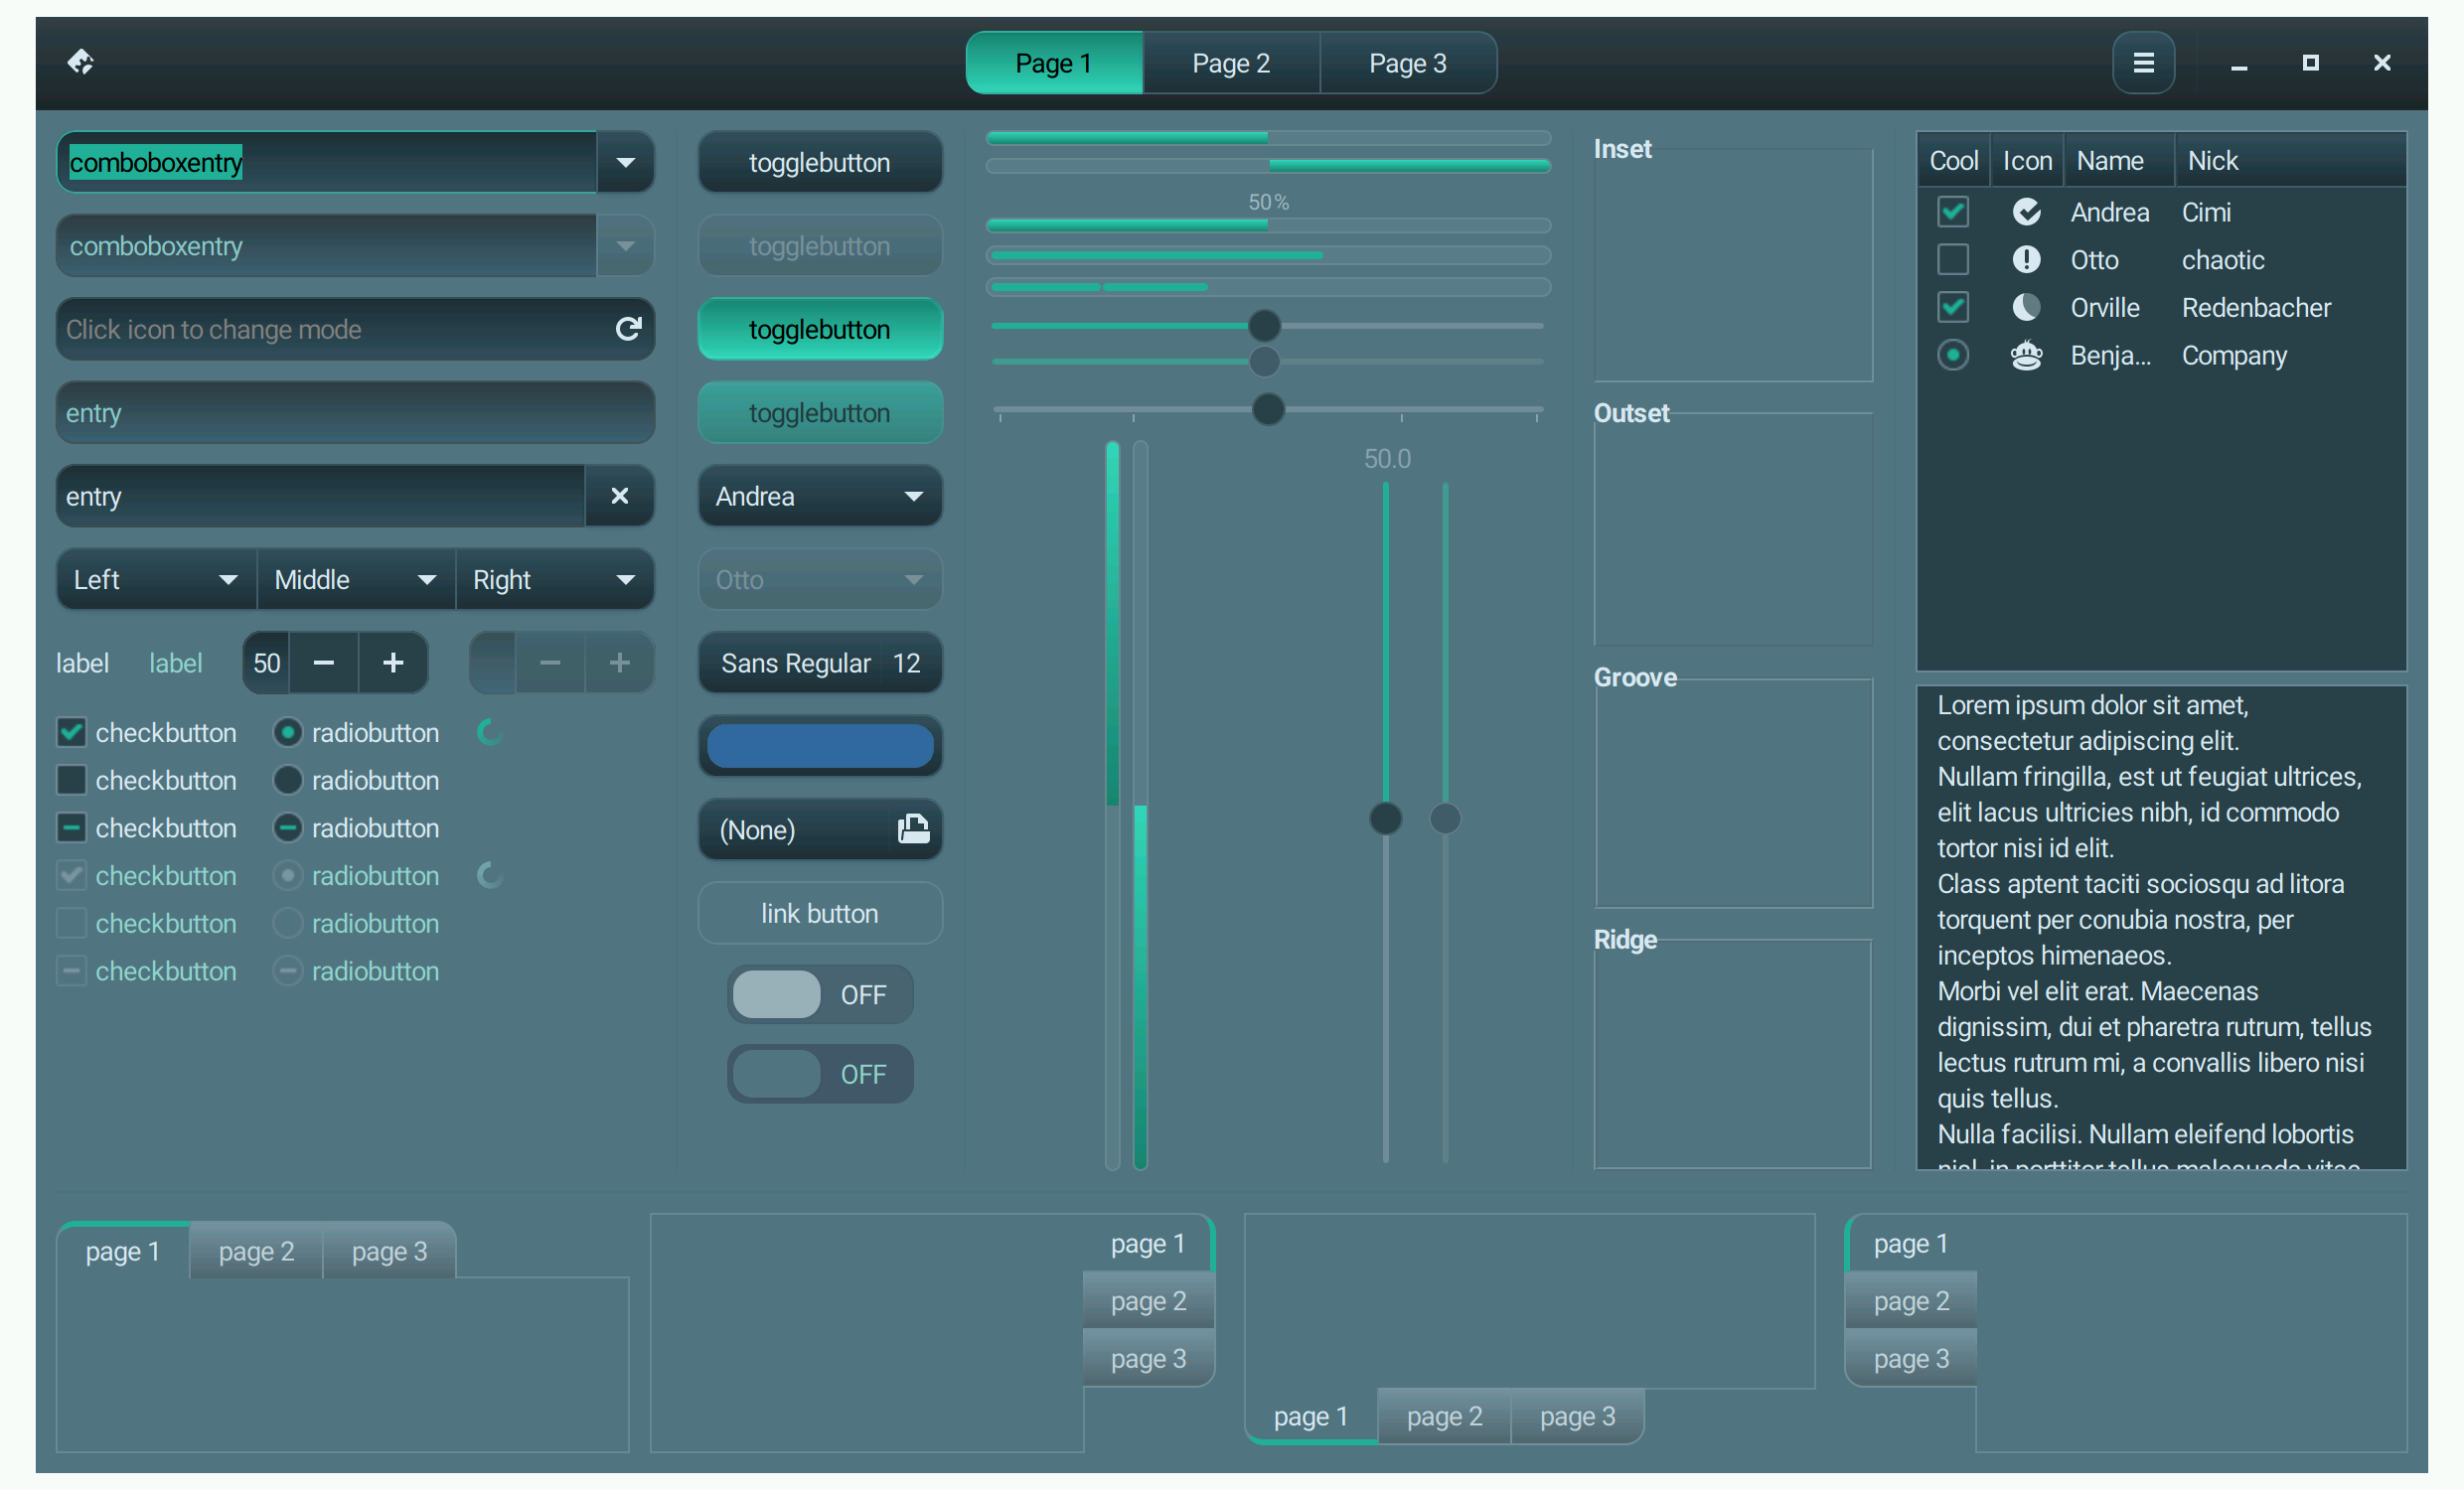 Page 1
Page 2
Page 3
comboboxentry
comboboxentry
Click icon to change mode
entry
entry
Left
Middle
Right
label
label
50
checkbutton
radiobutton
checkbutton
radiobutton
checkbutton
radiobutton
checkbutton
radiobutton
checkbutton
radiobutton
checkbutton
radiobutton
togglebutton
togglebutton
togglebutton
togglebutton
Andrea
Otto
Sans Regular 12
(None)
link button
OFF
OFF
50%
50.0
Inset
Outset
Groove
Ridge
Cool Icon Name Nick
Andrea Cimi
Otto chaotic
Orville Redenbacher
Benja... Company
Lorem ipsum dolor sit amet,
consectetur adipiscing elit.
Nullam fringilla, est ut feugiat ultrices,
elit lacus ultricies nibh, id commodo
tortor nisi id elit.
Class aptent taciti sociosqu ad litora
torquent per conubia nostra, per
inceptos himenaeos.
Morbi vel elit erat. Maecenas
dignissim, dui et pharetra rutrum, tellus
lectus rutrum mi, a convallis libero nisi
quis tellus.
Nulla facilisi. Nullam eleifend lobortis
nisl, in porttitor tellus malesuada vitae.
page 1
page 2
page 3
page 1
page 2
page 3
page 1
page 2
page 3
page 1
page 2
page 3